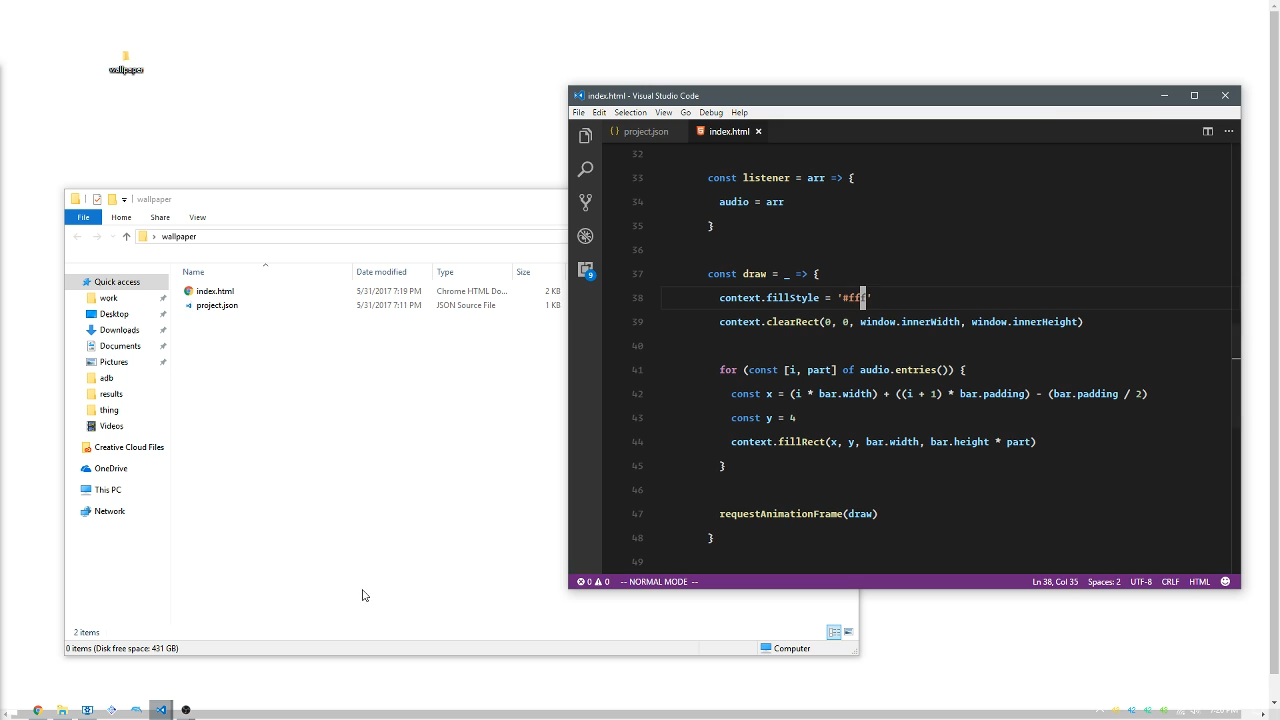 wallpaper
index.html - Visual Studio Code
File Edit Selection View Go Debug Help
{ } project.json
index.html ×
32
33 const listener = arr => {
34 audio = arr
35 }
36
37 const draw = _ => {
38 context.fillStyle = '#fff'
39 context.clearRect(0, 0, window.innerWidth, window.innerHeight)
40
41 for (const [i, part] of audio.entries()) {
42 const x = (i * bar.width) + ((i + 1) * bar.padding) - (bar.padding / 2)
43 const y = 4
44 context.fillRect(x, y, bar.width, bar.height * part)
45 }
46
47 requestAnimationFrame(draw)
48 }
49
9
0 0 -- NORMAL MODE --
Ln 38, Col 35 Spaces: 2 UTF-8 CRLF HTML
wallpaper
File Home Share View
wallpaper
Name Date modified Type Size
index.html 5/31/2017 7:19 PM Chrome HTML Do... 2 KB
project.json 5/31/2017 7:11 PM JSON Source File 1 KB
Quick access
work
Desktop
Downloads
Documents
Pictures
adb
results
thing
Videos
Creative Cloud Files
OneDrive
This PC
Network
2 items
0 items (Disk free space: 431 GB)
Computer